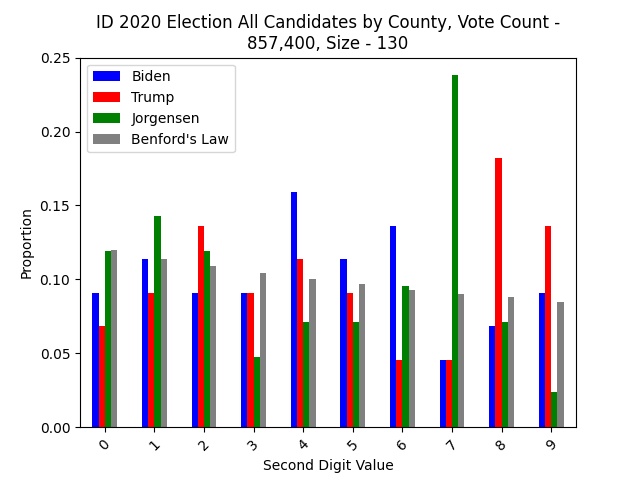 ID 2020 Election All Candidates by County, Vote Count -
857,400, Size - 130
0.25
0.20
0.15
0.10
0.05
0.00
Proportion
Biden
Trump
Jorgensen
Benford's Law
0 1 2 3 4 5 6 7 8 9
Second Digit Value